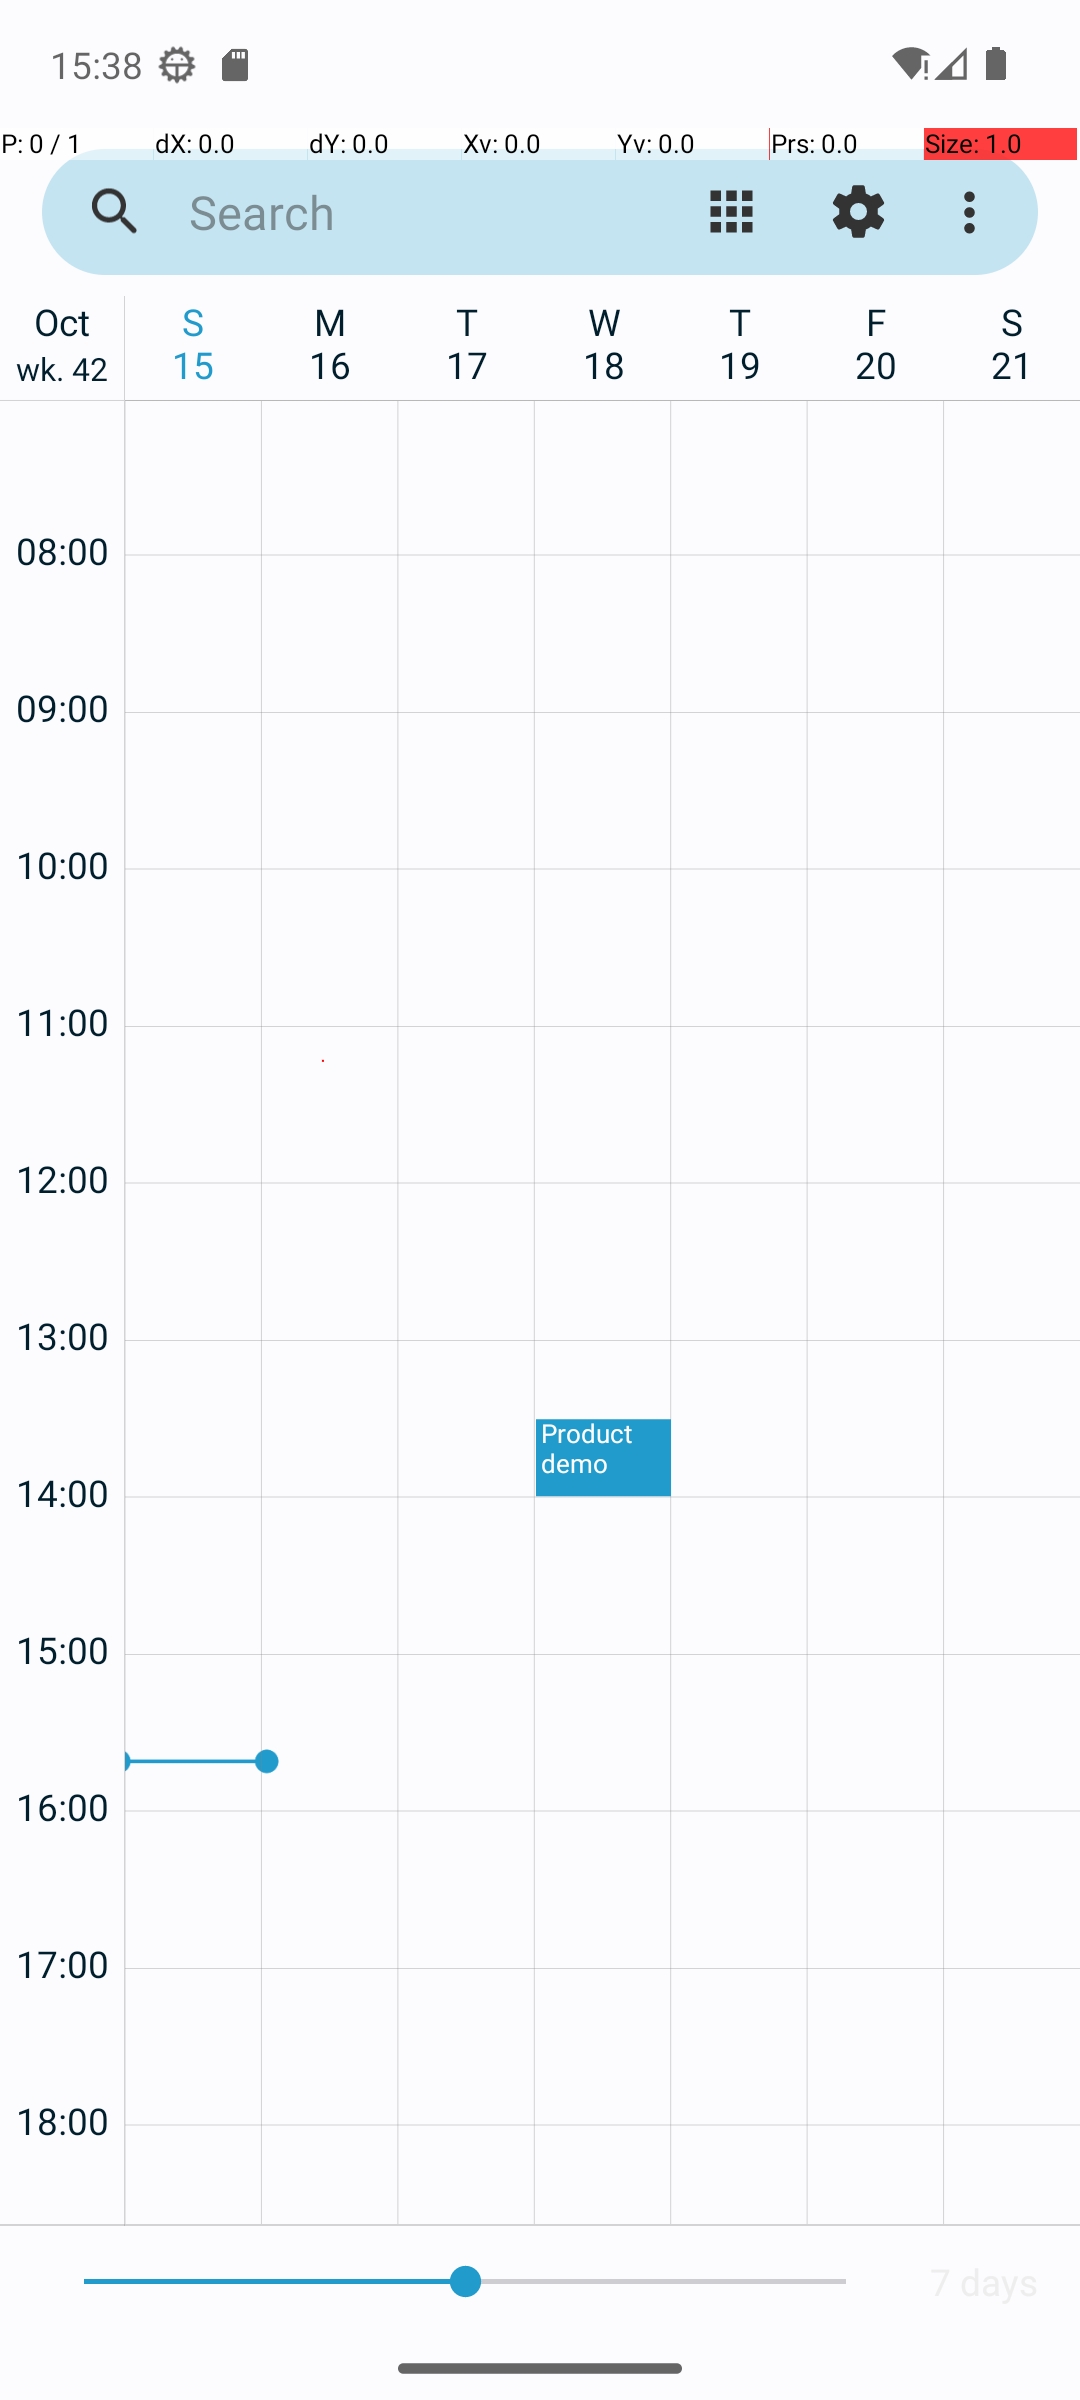 15:38
P: 0 / 1 dX: 0.0 dY: 0.0 Xv: 0.0 Yv: 0.0 Prs: 0.0 Size: 1.0
Search
Oct S M T W T F S
wk. 42 15 16 17 18 19 20 21
08:00
09:00
10:00
11:00
12:00
13:00
Product
demo
14:00
15:00
16:00
17:00
18:00
7 days